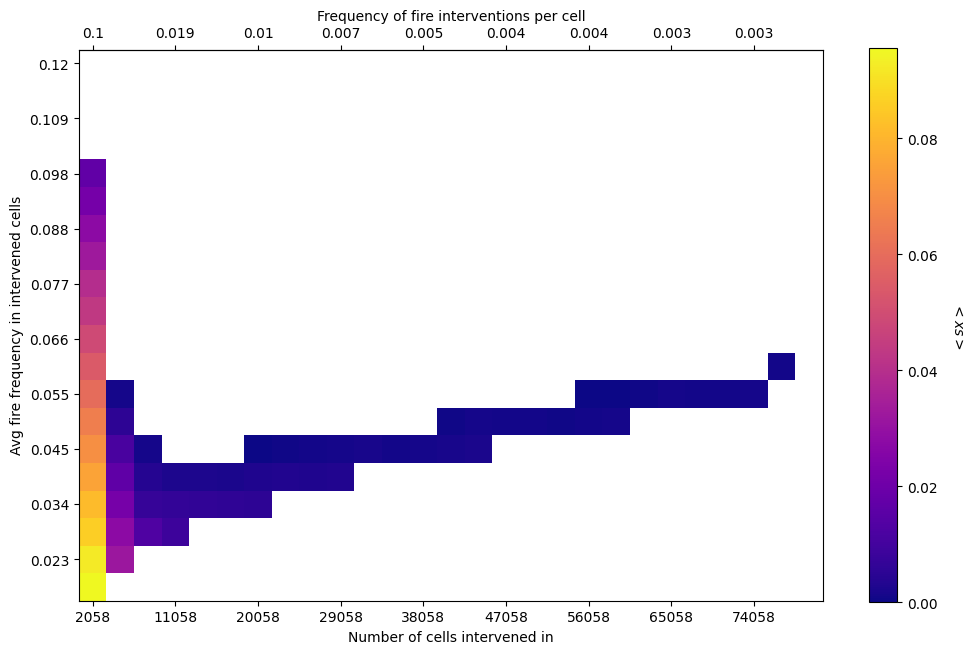 Frequency of fire interventions per cell
0.1 0.019 0.01 0.007 0.005 0.004 0.004 0.003 0.003
0.12
0.109
0.098
0.088
0.077
0.066
0.055
0.045
0.034
0.023
Avg fire frequency in intervened cells
2058 11058 20058 29058 38058 47058 56058 65058 74058
Number of cells intervened in
0.08
0.06
0.04
0.02
0.00
< sx >